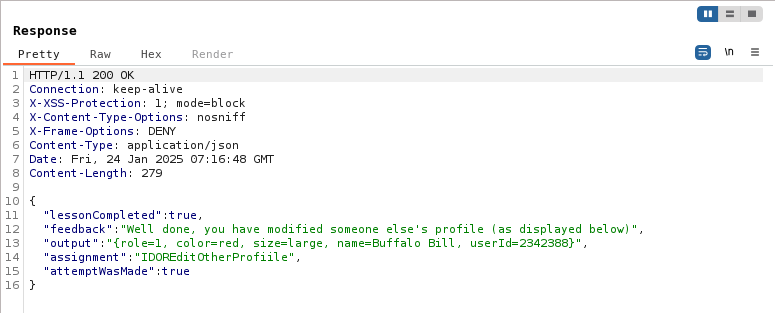 Response
Pretty Raw Hex Render \n
1 HTTP/1.1 200 OK
2 Connection: keep-alive
3 X-XSS-Protection: 1; mode=block
4 X-Content-Type-Options: nosniff
5 X-Frame-Options: DENY
6 Content-Type: application/json
7 Date: Fri, 24 Jan 2025 07:16:48 GMT
8 Content-Length: 279
9
10 {
11 "lessonCompleted":true,
12 "feedback":"Well done, you have modified someone else's profile (as displayed below)",
13 "output":"{role=1, color=red, size=large, name=Buffalo Bill, userId=2342388}",
14 "assignment":"IDOREditOtherProfiile",
15 "attemptWasMade":true
16 }